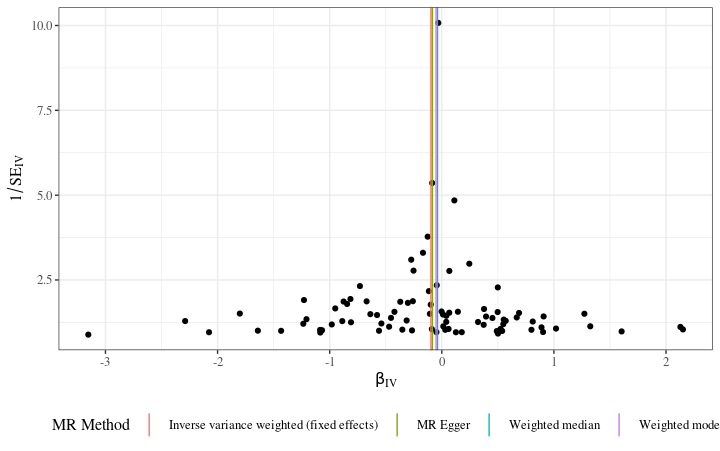 10.0
7.5
5.0
2.5
1/SE_IV
-3 -2 -1 0 1 2
β_IV
MR Method Inverse variance weighted (fixed effects) MR Egger Weighted median Weighted mode